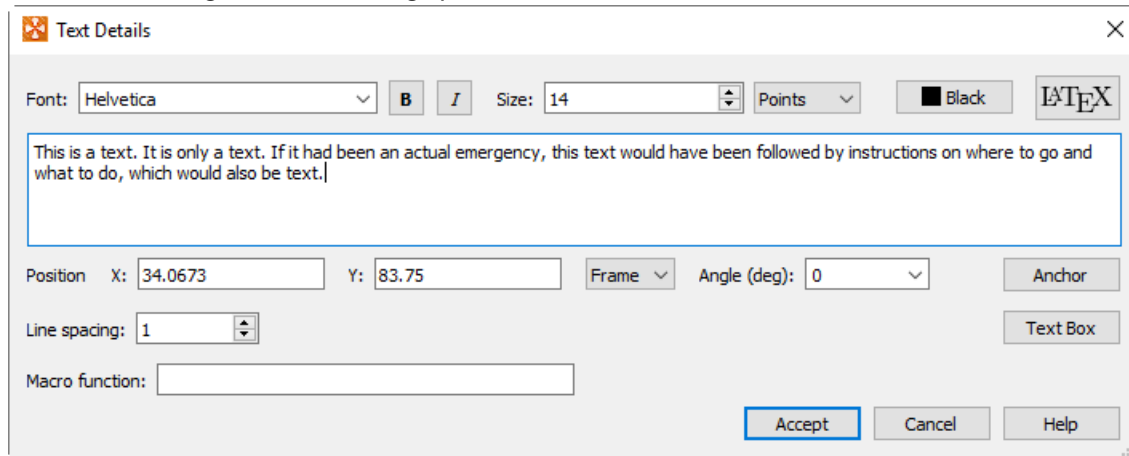 Text Details
Font: Helvetica B I Size: 14 Points Black LATEX
This is a text. It is only a text. If it had been an actual emergency, this text would have been followed by instructions on where to go and
what to do, which would also be text.
Position X: 34.0673 Y: 83.75 Frame Angle (deg): 0 Anchor
Line spacing: 1 Text Box
Macro function:
Accept Cancel Help